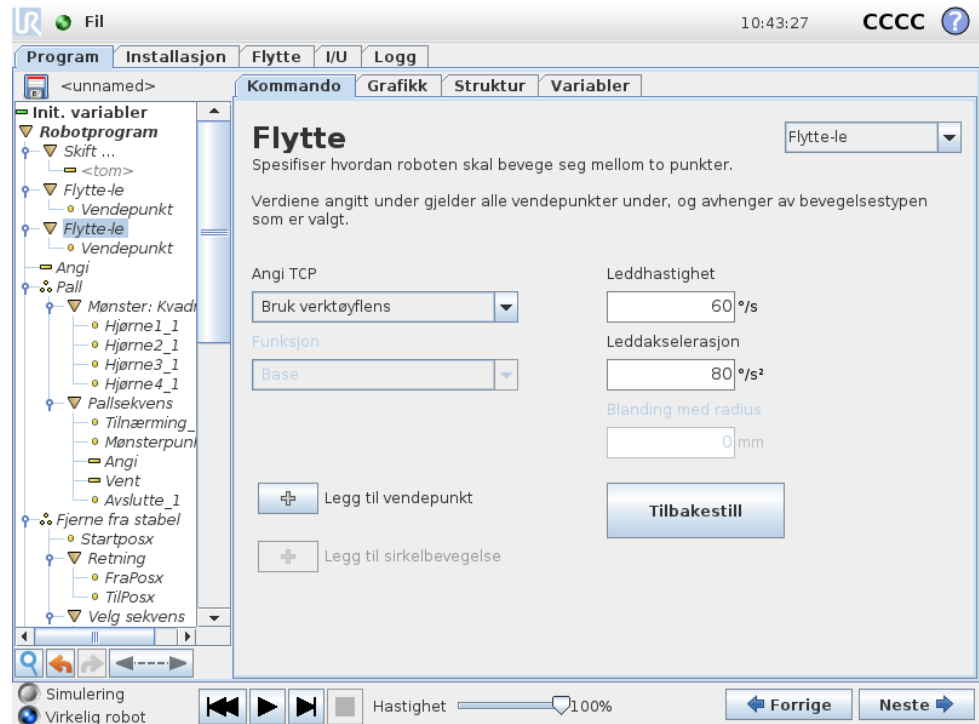 UR Fil 10:43:27 CCCC ?
Program Installasjon Flytte I/U Logg
<unnamed>
Kommando Grafikk Struktur Variabler
Init. variabler
Robotprogram
Skift ...
<tom>
Flytte-le
Vendepunkt
Flytte-le
Vendepunkt
Angi
Pall
Mønster: Kvadr
Hjørne1_1
Hjørne2_1
Hjørne3_1
Hjørne4_1
Pallsekvens
Tilnærming_
Mønsterpunl
Angi
Vent
Avslutte_1
Fjerne fra stabel
Startposx
Retning
FraPosx
TilPosx
Velg sekvens
Flytte
Flytte-le
Spesifiser hvordan roboten skal bevege seg mellom to punkter.
Verdiene angitt under gjelder alle vendepunkter under, og avhenger av bevegelsestypen
som er valgt.
Angi TCP
Bruk verktøyflens
Funksjon
Base
Leddhastighet
60 °/s
Leddakselerasjon
80 °/s²
Blanding med radius
0 mm
Legg til vendepunkt
Tilbakestill
Legg til sirkelbevegelse
Simulering
Virkelig robot
Hastighet 100%
Forrige
Neste